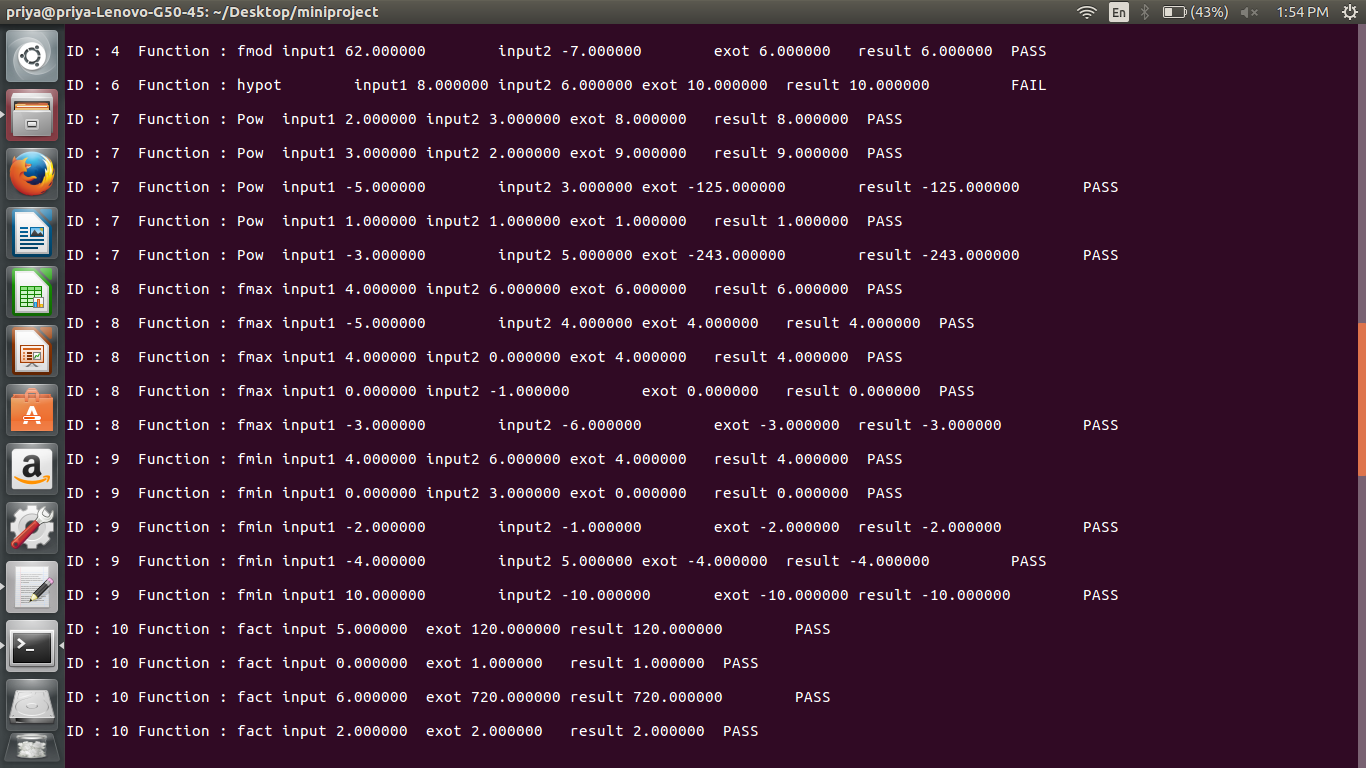 priya@priya-Lenovo-G50-45: ~/Desktop/miniproject En (43%) 1:54 PM
ID : 4 Function : fmod input1 62.000000 input2 -7.000000 exot 6.000000 result 6.000000 PASS
ID : 6 Function : hypot input1 8.000000 input2 6.000000 exot 10.000000 result 10.000000 FAIL
ID : 7 Function : Pow input1 2.000000 input2 3.000000 exot 8.000000 result 8.000000 PASS
ID : 7 Function : Pow input1 3.000000 input2 2.000000 exot 9.000000 result 9.000000 PASS
ID : 7 Function : Pow input1 -5.000000 input2 3.000000 exot -125.000000 result -125.000000 PASS
ID : 7 Function : Pow input1 1.000000 input2 1.000000 exot 1.000000 result 1.000000 PASS
ID : 7 Function : Pow input1 -3.000000 input2 5.000000 exot -243.000000 result -243.000000 PASS
ID : 8 Function : fmax input1 4.000000 input2 6.000000 exot 6.000000 result 6.000000 PASS
ID : 8 Function : fmax input1 -5.000000 input2 4.000000 exot 4.000000 result 4.000000 PASS
ID : 8 Function : fmax input1 4.000000 input2 0.000000 exot 4.000000 result 4.000000 PASS
ID : 8 Function : fmax input1 0.000000 input2 -1.000000 exot 0.000000 result 0.000000 PASS
ID : 8 Function : fmax input1 -3.000000 input2 -6.000000 exot -3.000000 result -3.000000 PASS
ID : 9 Function : fmin input1 4.000000 input2 6.000000 exot 4.000000 result 4.000000 PASS
ID : 9 Function : fmin input1 0.000000 input2 3.000000 exot 0.000000 result 0.000000 PASS
ID : 9 Function : fmin input1 -2.000000 input2 -1.000000 exot -2.000000 result -2.000000 PASS
ID : 9 Function : fmin input1 -4.000000 input2 5.000000 exot -4.000000 result -4.000000 PASS
ID : 9 Function : fmin input1 10.000000 input2 -10.000000 exot -10.000000 result -10.000000 PASS
ID : 10 Function : fact input 5.000000 exot 120.000000 result 120.000000 PASS
ID : 10 Function : fact input 0.000000 exot 1.000000 result 1.000000 PASS
ID : 10 Function : fact input 6.000000 exot 720.000000 result 720.000000 PASS
ID : 10 Function : fact input 2.000000 exot 2.000000 result 2.000000 PASS